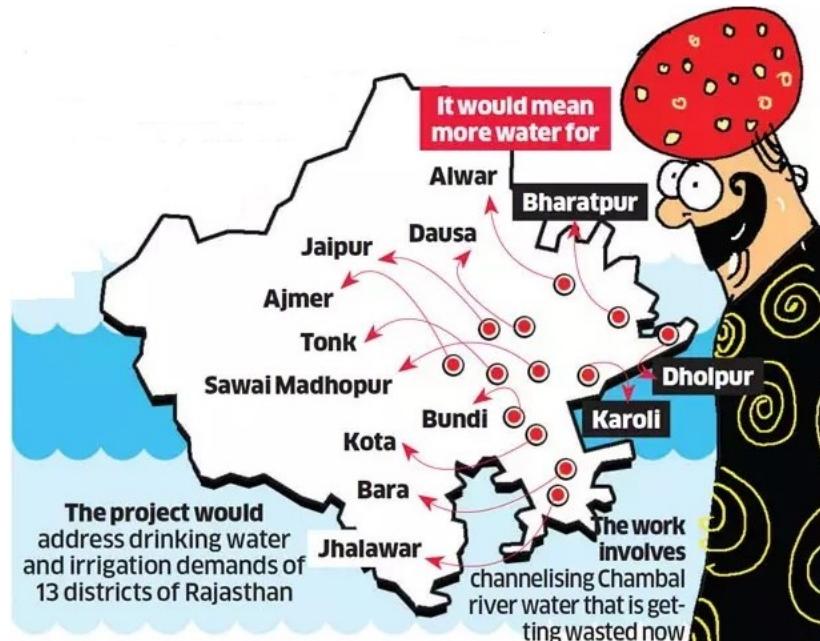 It would mean
more water for
Alwar
Bharatpur
Dausa
Jaipur
Ajmer
Tonk
Sawai Madhopur
Dholpur
Bundi
Karoli
Kota
Bara
Jhalawar
The project would
address drinking water
and irrigation demands of
13 districts of Rajasthan
The work
involves
channelising Chambal
river water that is get-
ting wasted now